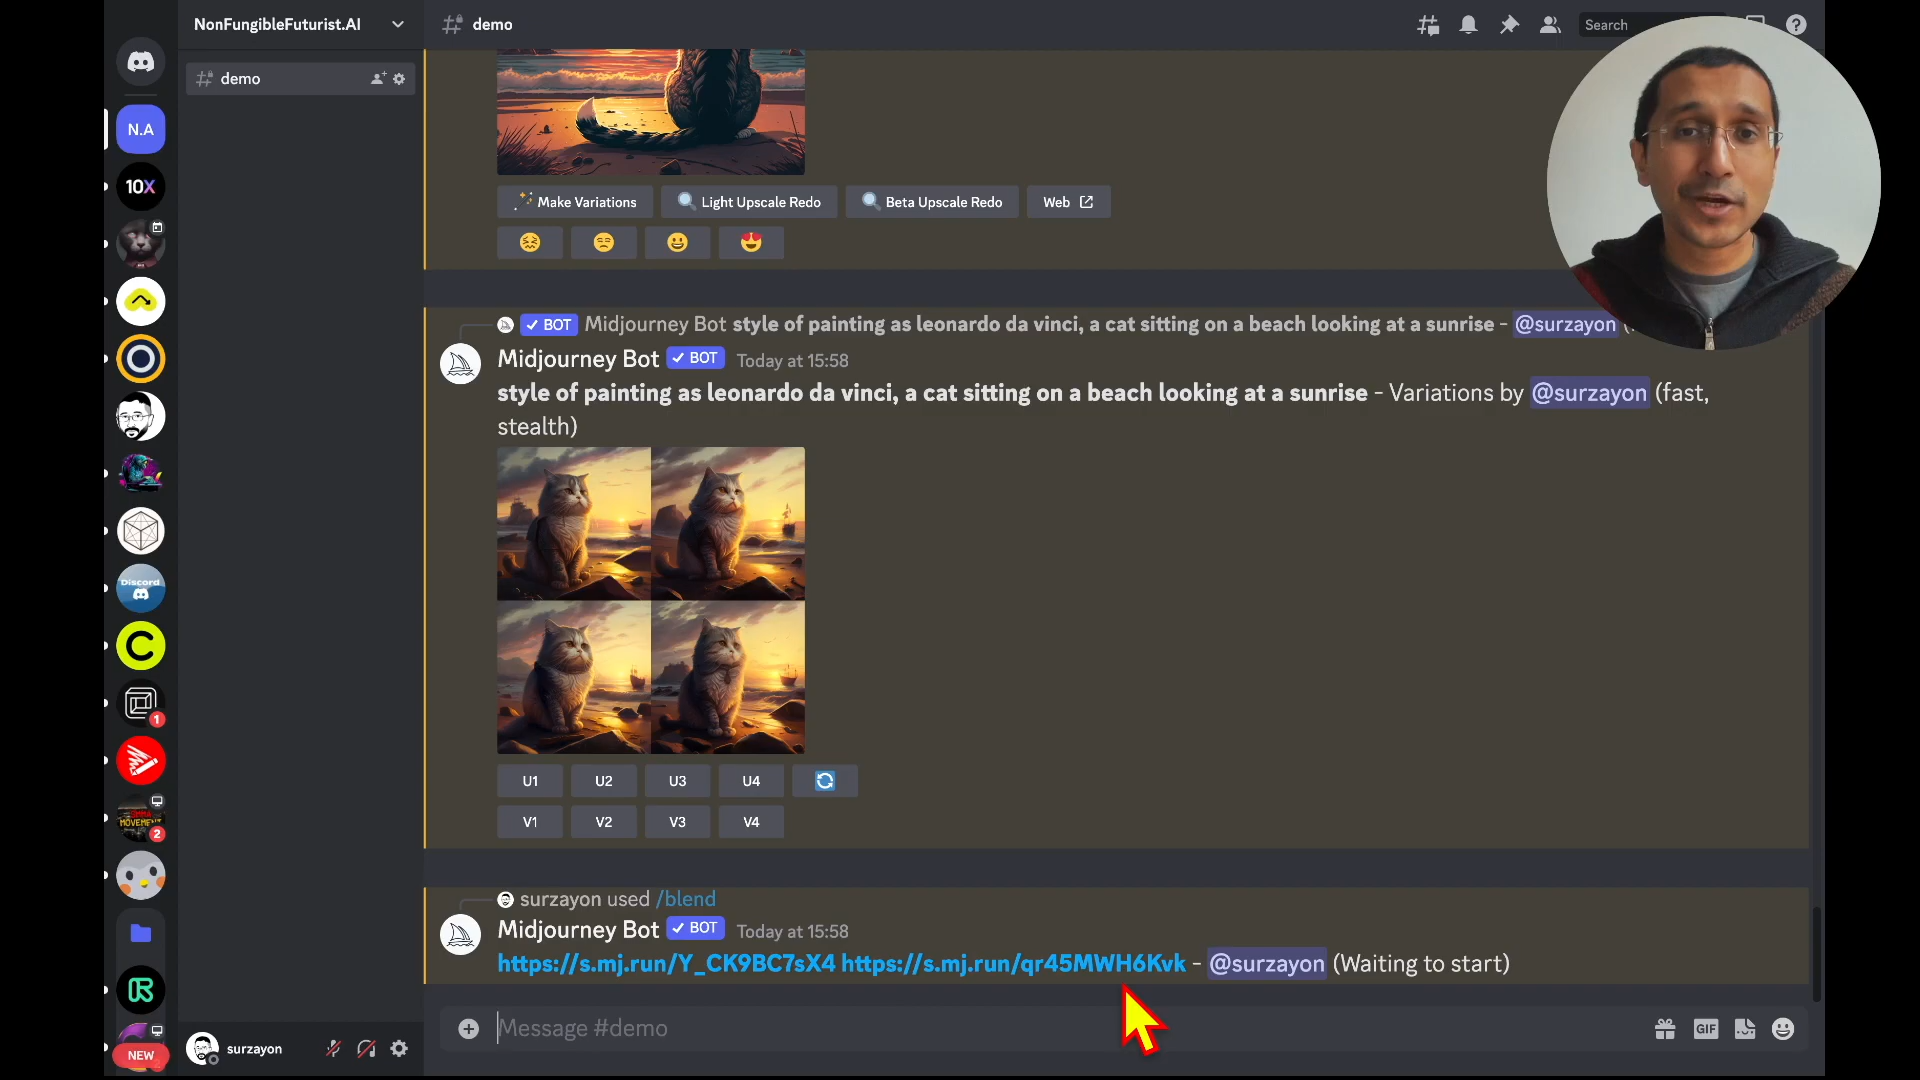 NonFungibleFuturist.AI
demo
Search
?
demo
N.A
10X
Make Variations
Light Upscale Redo
Beta Upscale Redo
Web
BOT Midjourney Bot style of painting as leonardo da vinci, a cat sitting on a beach looking at a sunrise - @surzayon (
Midjourney Bot BOT Today at 15:58
style of painting as leonardo da vinci, a cat sitting on a beach looking at a sunrise - Variations by @surzayon (fast,
stealth)
Discord
C
1
MOVEMENT
2
U1
U2
U3
U4
V1
V2
V3
V4
surzayon used /blend
Midjourney Bot BOT Today at 15:58
https://s.mj.run/Y_CK9BC7sX4 https://s.mj.run/qr45MWH6Kvk - @surzayon (Waiting to start)
Message #demo
GIF
surzayon
NEW